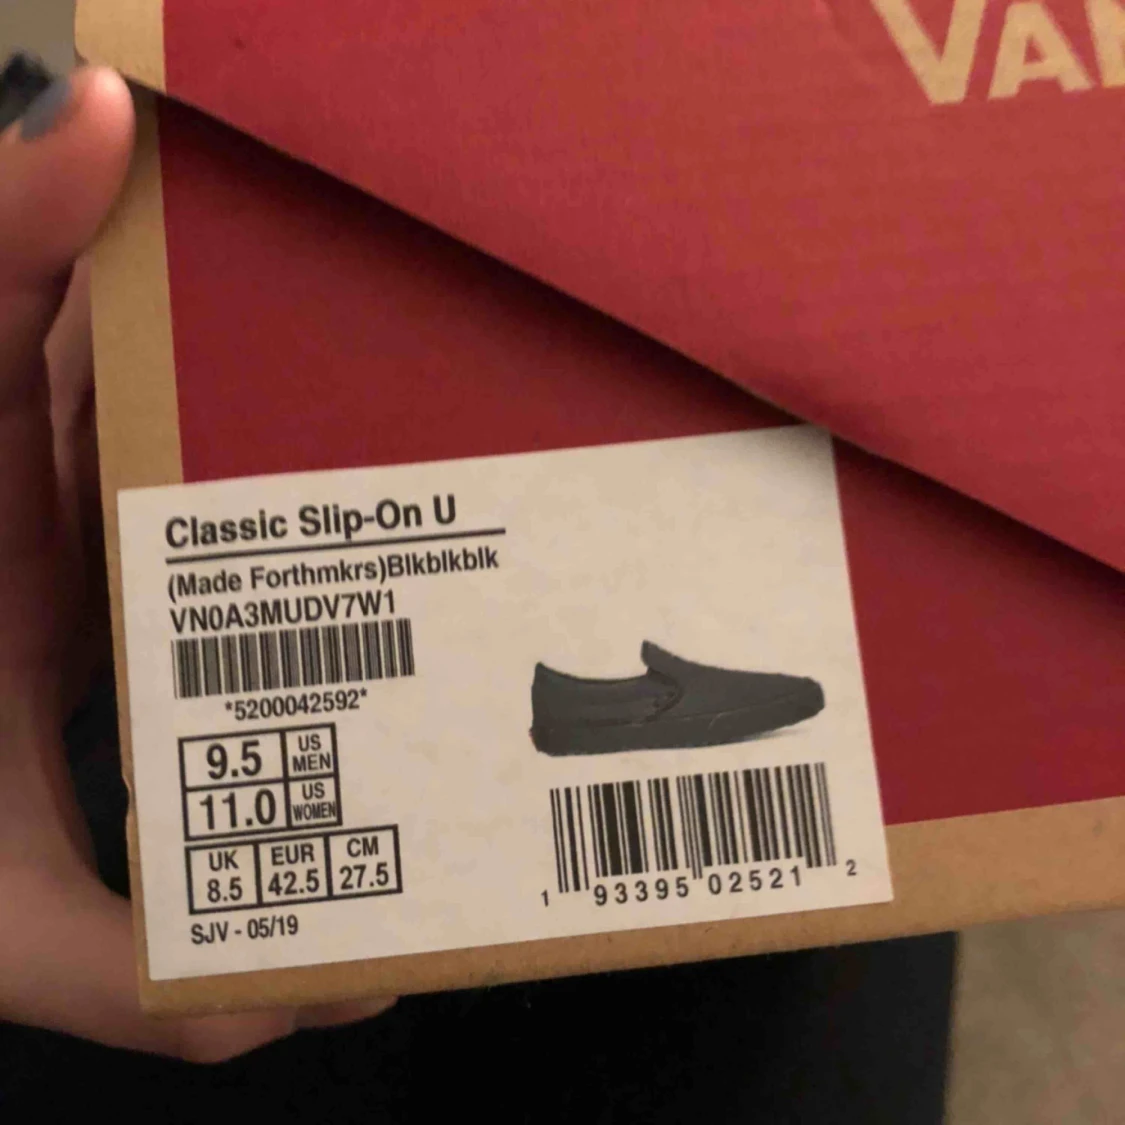 VAN
Classic Slip-On U
(Made Forthmkrs)Blkblkblk
VN0A3MUDV7W1
*5200042592*
9.5 US MEN
11.0 US WOMEN
UK EUR CM
8.5 42.5 27.5
SJV - 05/19
1 93395 02521 2